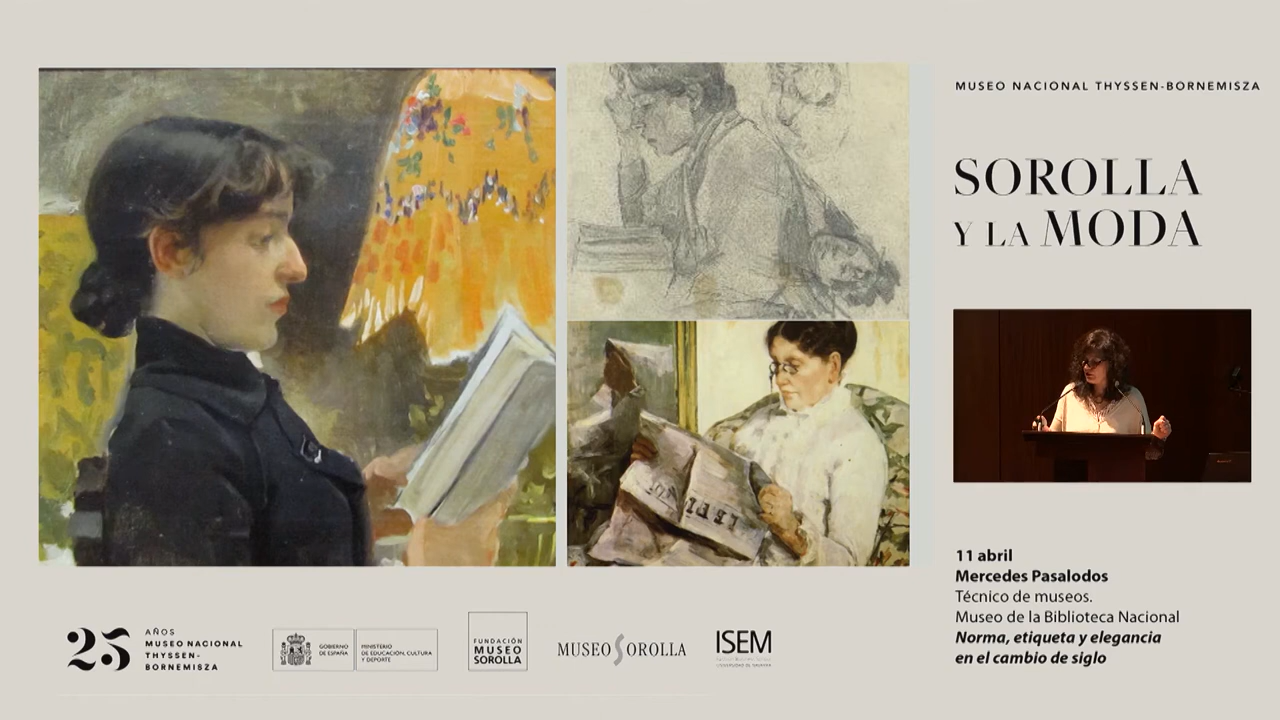 MUSEO NACIONAL THYSSEN-BORNEMISZA
SOROLLA
Y LA MODA
11 abril
Mercedes Pasalodos
Técnico de museos.
Museo de la Biblioteca Nacional
Norma, etiqueta y elegancia
en el cambio de siglo
25
AÑOS
MUSEO NACIONAL
THYSSEN-
BORNEMISZA
GOBIERNO
DE ESPAÑA
MINISTERIO
DE EDUCACIÓN, CULTURA
Y DEPORTE
FUNDACIÓN
MUSEO
SOROLLA
MUSEO SOROLLA
ISEM